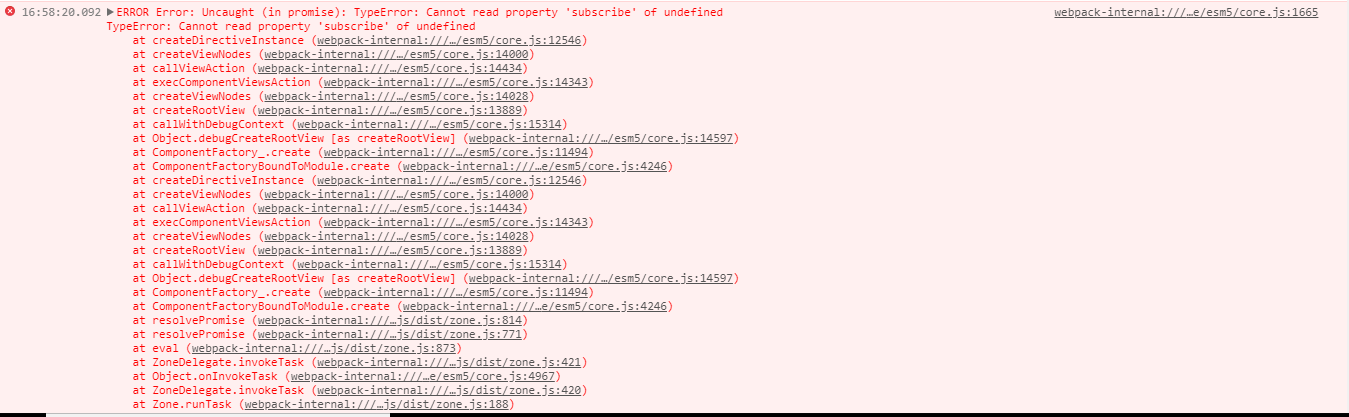 16:58:20.092 ▶ERROR Error: Uncaught (in promise): TypeError: Cannot read property 'subscribe' of undefined webpack-internal:///…e/esm5/core.js:1665
TypeError: Cannot read property 'subscribe' of undefined
at createDirectiveInstance (webpack-internal:///…/esm5/core.js:12546)
at createViewNodes (webpack-internal:///…/esm5/core.js:14000)
at callViewAction (webpack-internal:///…/esm5/core.js:14434)
at execComponentViewsAction (webpack-internal:///…/esm5/core.js:14343)
at createViewNodes (webpack-internal:///…/esm5/core.js:14028)
at createRootView (webpack-internal:///…/esm5/core.js:13889)
at callWithDebugContext (webpack-internal:///…/esm5/core.js:15314)
at Object.debugCreateRootView [as createRootView] (webpack-internal:///…/esm5/core.js:14597)
at ComponentFactory_.create (webpack-internal:///…/esm5/core.js:11494)
at ComponentFactoryBoundToModule.create (webpack-internal:///…e/esm5/core.js:4246)
at createDirectiveInstance (webpack-internal:///…/esm5/core.js:12546)
at createViewNodes (webpack-internal:///…/esm5/core.js:14000)
at callViewAction (webpack-internal:///…/esm5/core.js:14434)
at execComponentViewsAction (webpack-internal:///…/esm5/core.js:14343)
at createViewNodes (webpack-internal:///…/esm5/core.js:14028)
at createRootView (webpack-internal:///…/esm5/core.js:13889)
at callWithDebugContext (webpack-internal:///…/esm5/core.js:15314)
at Object.debugCreateRootView [as createRootView] (webpack-internal:///…/esm5/core.js:14597)
at ComponentFactory_.create (webpack-internal:///…/esm5/core.js:11494)
at ComponentFactoryBoundToModule.create (webpack-internal:///…e/esm5/core.js:4246)
at resolvePromise (webpack-internal:///…js/dist/zone.js:814)
at resolvePromise (webpack-internal:///…js/dist/zone.js:771)
at eval (webpack-internal:///…js/dist/zone.js:873)
at ZoneDelegate.invokeTask (webpack-internal:///…js/dist/zone.js:421)
at Object.onInvokeTask (webpack-internal:///…e/esm5/core.js:4967)
at ZoneDelegate.invokeTask (webpack-internal:///…js/dist/zone.js:420)
at Zone.runTask (webpack-internal:///…js/dist/zone.js:188)